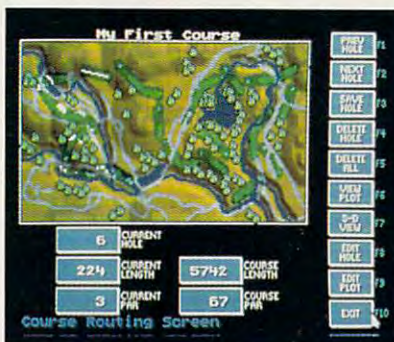 My First Course
PREV HOLE F1
NEXT HOLE F2
SAVE HOLE F3
DELETE HOLE F4
DELETE ALL F5
VIEW PLOT F6
3-D VIEW F7
EDIT HOLE F8
EDIT PLOT F9
EXIT F10
6 CURRENT HOLE
224 CURRENT LENGTH 5742 COURSE LENGTH
3 CURRENT PAR 67 COURSE PAR
Course Routing Screen